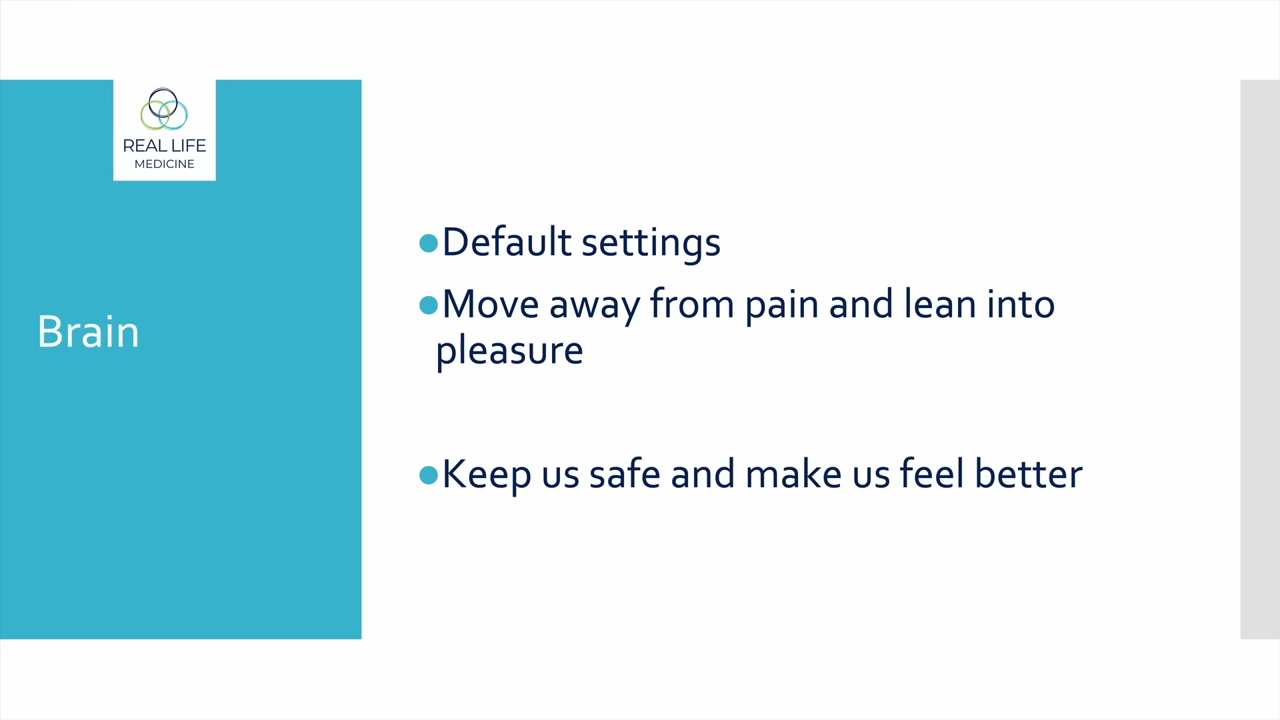 REAL LIFE
MEDICINE
Brain
●Default settings
●Move away from pain and lean into
pleasure
●Keep us safe and make us feel better